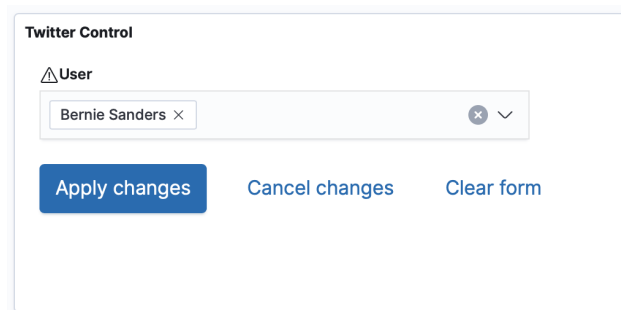 Twitter Control
User
Bernie Sanders
Apply changes Cancel changes Clear form